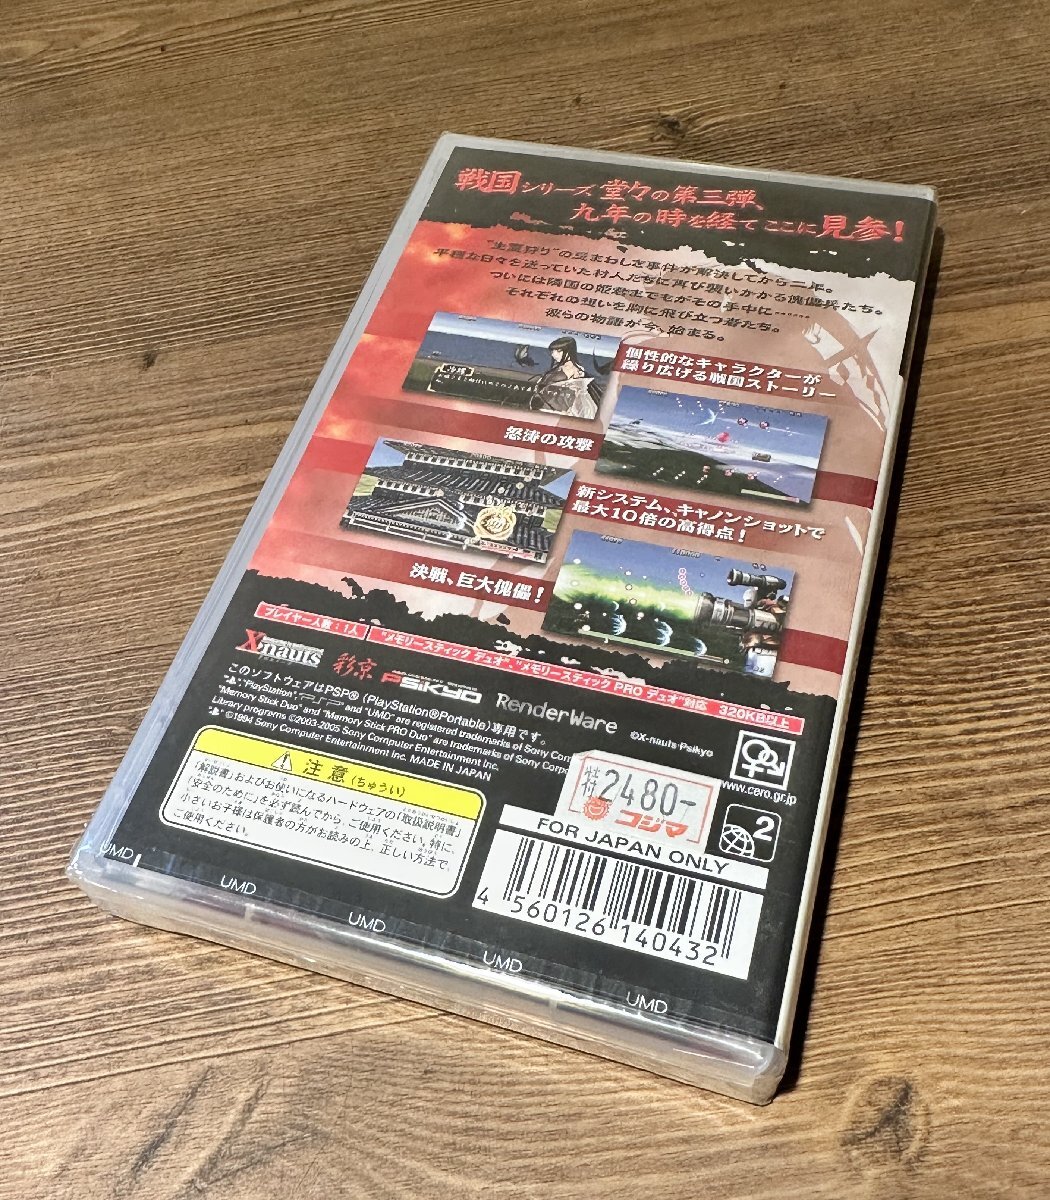 戦国シリーズ 堂々の第三弾、
九年の時を経て ここに 見参！
"生薬狩り"の忌まわしき事件が解決してから二年。
平穏な日々を送っていた村人たちに再び襲いかかる傀儡兵たち。
ついには隣国の姫君までもがその手中に……
それぞれの想いを胸に飛び立つ者たち。
彼らの物語が今、始まる。
個性的なキャラクターが
繰り広げる戦国ストーリー
怒涛の攻撃
新システム、キャノンショットで
最大10倍の高得点！
決戦、巨大傀儡！
プレイヤー人数：1人
"メモリースティック デュオ"、"メモリースティック PRO デュオ"対応 320KB以上
X-nauts
彩京
PSIKYO
RenderWare
©X-nauts Psikyo
このソフトウェアはPSP®（PlayStation®Portable）専用です。
"PlayStation", PSP and "UMD" are registered trademarks of Sony Com
"Memory Stick Duo" and "Memory Stick PRO Duo" are trademarks of Sony Corpo
Library programs ©2003-2005 Sony Computer Entertainment Inc.
©1994 Sony Computer Entertainment Inc. MADE IN JAPAN
www.cero.gr.jp
注意（ちゅうい）
「解説書」およびお使いになるハードウェアの「取扱説明書」
「安全のために」を必ず読んでから、ご使用ください。特に、
小さいお子様は保護者の方がお読みの上、正しい方法で、
ご使用ください。
2480-
コジマ
2
FOR JAPAN ONLY
4 560126 140432
UMD
UMD
UMD
UMD
UMD